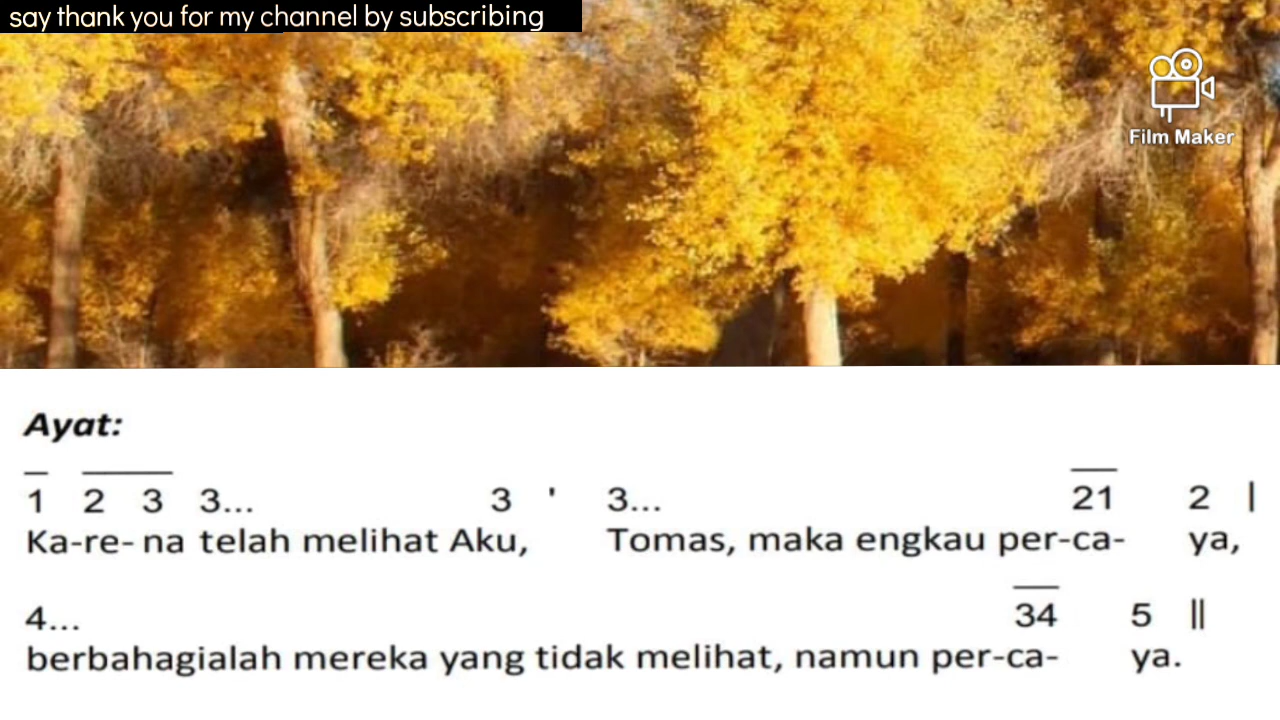 say thank you for my channel by subscribing
Film Maker
Ayat:
1 2 3 3... 3 ' 3... 21 2 |
Ka-re- na telah melihat Aku, Tomas, maka engkau per-ca- ya,
4... 34 5 ||
berbahagialah mereka yang tidak melihat, namun per-ca- ya.